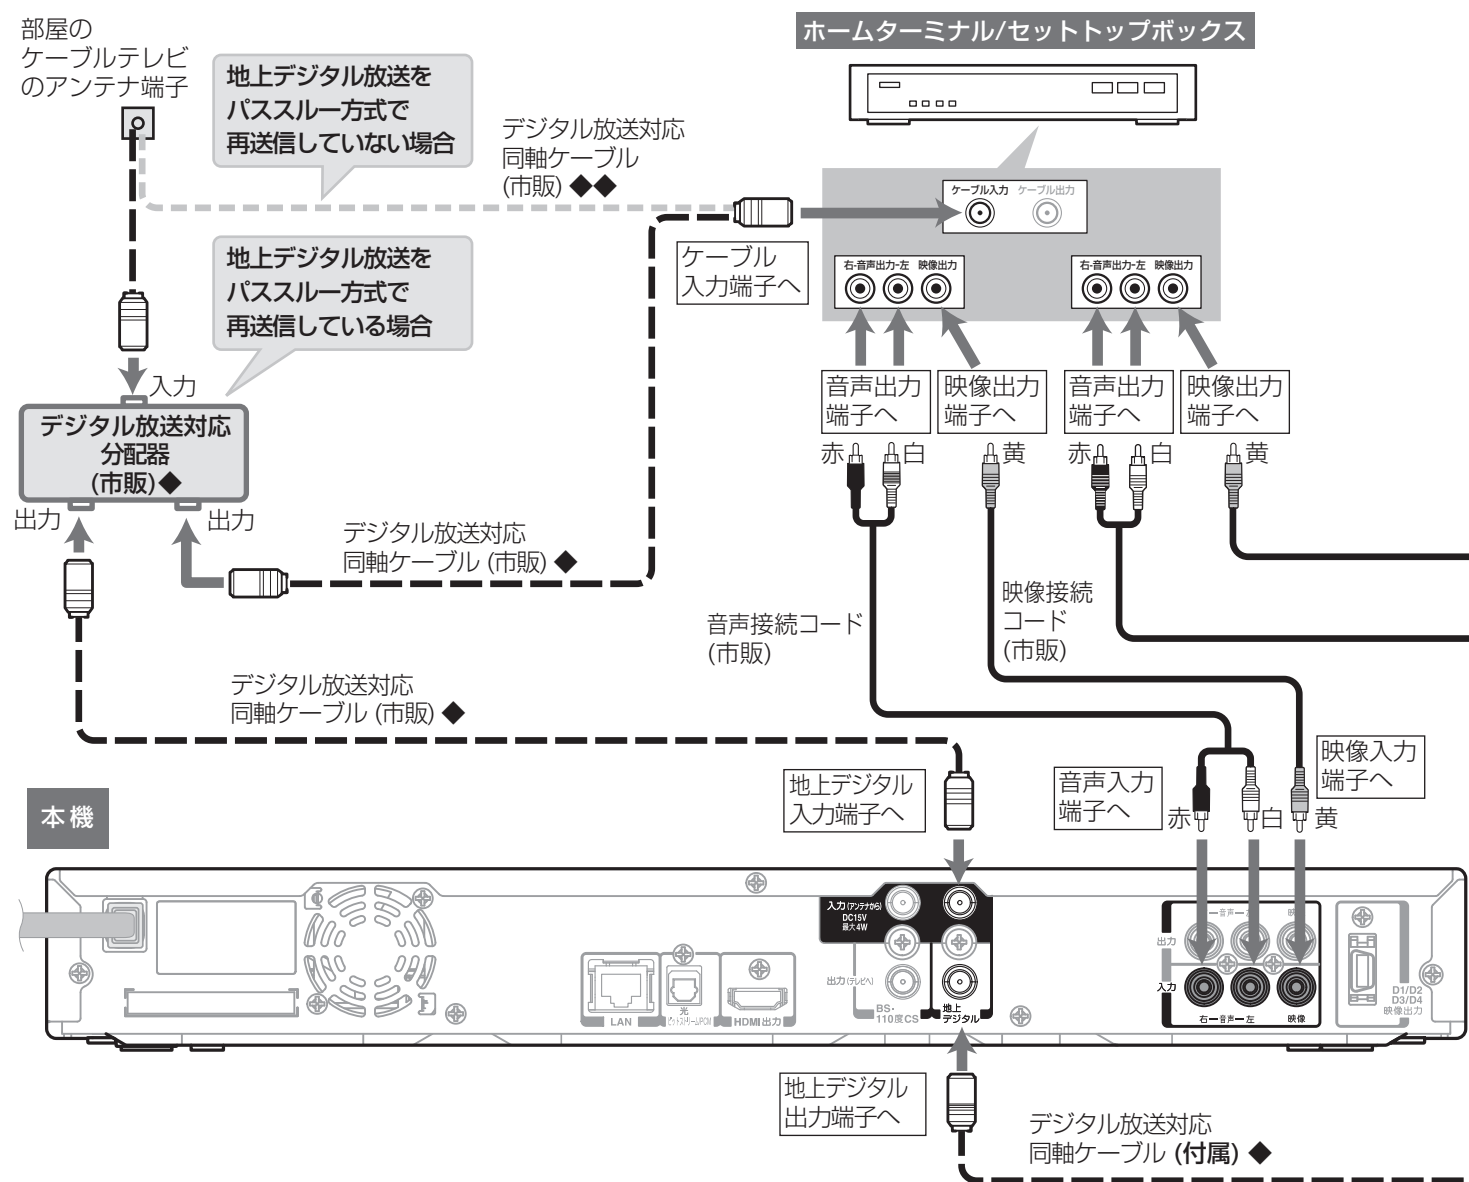 部屋の
ケーブルテレビ
のアンテナ端子
地上デジタル放送を
パススルー方式で
再送信していない場合
デジタル放送対応
同軸ケーブル
(市販) ◆◆
ホームターミナル/セットトップボックス
ケーブル入力 ケーブル出力
右-音声出力-左 映像出力
右-音声出力-左 映像出力
ケーブル
入力端子へ
地上デジタル放送を
パススルー方式で
再送信している場合
入力
デジタル放送対応
分配器
(市販)◆
出力
出力
音声出力
端子へ
映像出力
端子へ
音声出力
端子へ
映像出力
端子へ
赤
白
黄
赤
白
黄
デジタル放送対応
同軸ケーブル (市販) ◆
音声接続コード
(市販)
映像接続
コード
(市販)
デジタル放送対応
同軸ケーブル (市販) ◆
地上デジタル
入力端子へ
音声入力
端子へ
映像入力
端子へ
赤
白
黄
本機
入力(アンテナから)
DC15V
最大4W
出力(テレビへ)
BS・
110度CS
地上
デジタル
LAN
光
ビットストリーム/PCM
HDMI出力
出力
入力
右ー音声ー左
映像
D1/D2
D3/D4
映像出力
地上デジタル
出力端子へ
デジタル放送対応
同軸ケーブル (付属) ◆